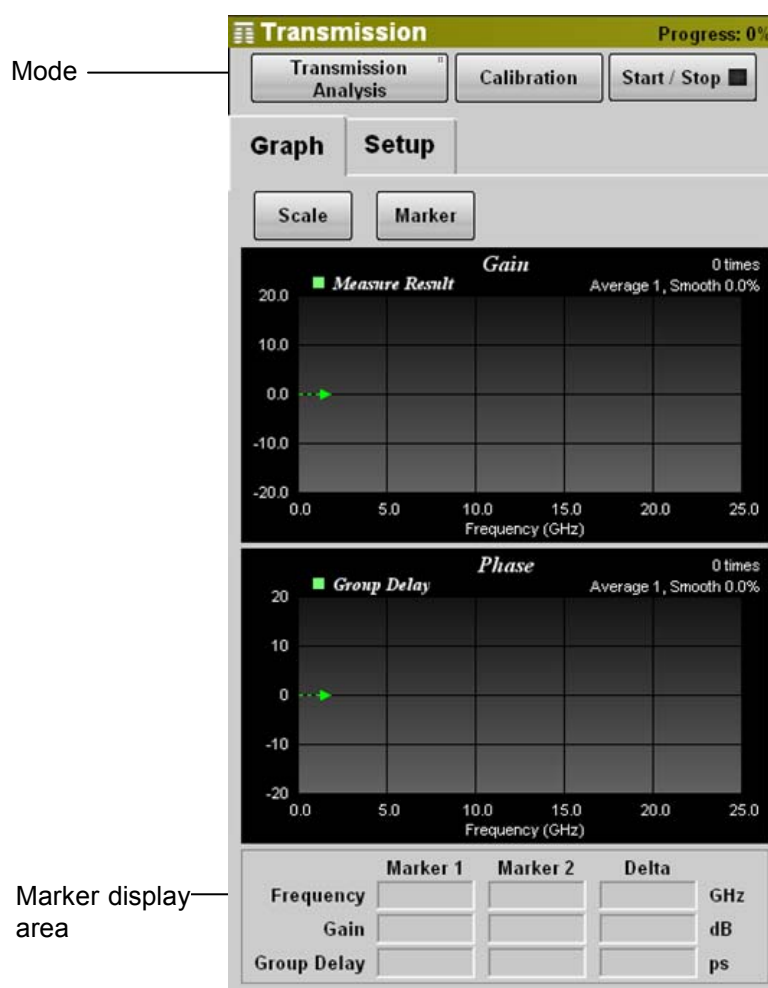 Transmission Progress: 0%
Mode
Transmission
Analysis
Calibration
Start / Stop
Graph Setup
Scale Marker
Gain 0 times
Measure Result Average 1, Smooth 0.0%
20.0
10.0
0.0
-10.0
-20.0
0.0 5.0 10.0 15.0 20.0 25.0
Frequency (GHz)
Phase 0 times
Group Delay Average 1, Smooth 0.0%
20
10
0
-10
-20
0.0 5.0 10.0 15.0 20.0 25.0
Frequency (GHz)
Marker display
area
Marker 1 Marker 2 Delta
Frequency GHz
Gain dB
Group Delay ps